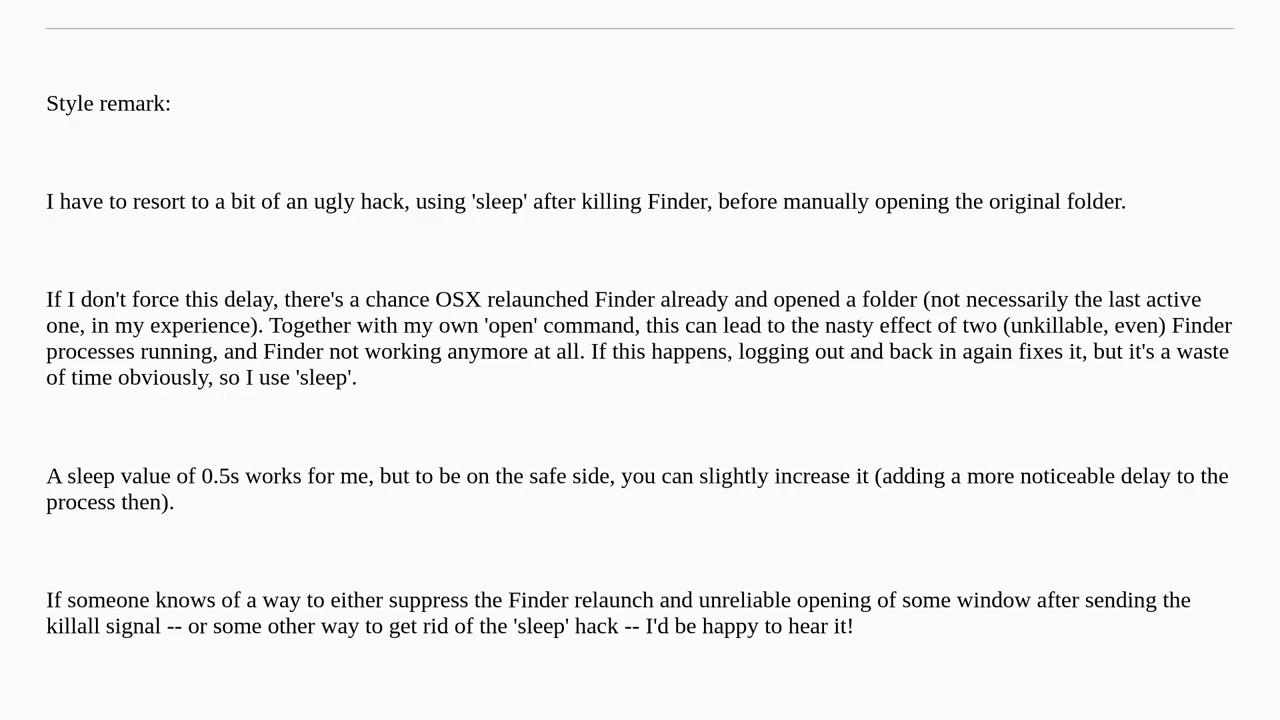 Style remark:
I have to resort to a bit of an ugly hack, using 'sleep' after killing Finder, before manually opening the original folder.
If I don't force this delay, there's a chance OSX relaunched Finder already and opened a folder (not necessarily the last active
one, in my experience). Together with my own 'open' command, this can lead to the nasty effect of two (unkillable, even) Finder
processes running, and Finder not working anymore at all. If this happens, logging out and back in again fixes it, but it's a waste
of time obviously, so I use 'sleep'.
A sleep value of 0.5s works for me, but to be on the safe side, you can slightly increase it (adding a more noticeable delay to the
process then).
If someone knows of a way to either suppress the Finder relaunch and unreliable opening of some window after sending the
killall signal -- or some other way to get rid of the 'sleep' hack -- I'd be happy to hear it!